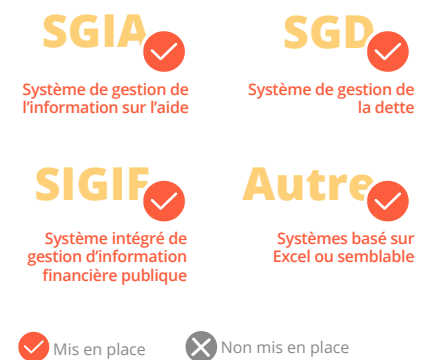 SGIA
Système de gestion de
l'information sur l'aide
SGD
Système de gestion de
la dette
SIGIF
Système intégré de
gestion d'information
financière publique
Autre
Systèmes basé sur
Excel ou semblable
Mis en place
Non mis en place